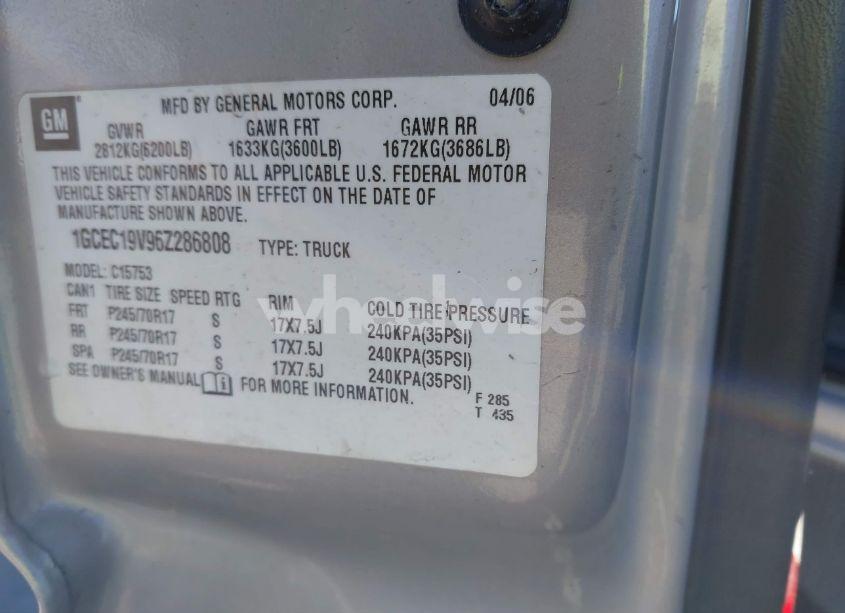 GM
MFD BY GENERAL MOTORS CORP. 04/06
GVWR GAWR FRT GAWR RR
2812KG(6200LB) 1633KG(3600LB) 1672KG(3686LB)
THIS VEHICLE CONFORMS TO ALL APPLICABLE U.S. FEDERAL MOTOR
VEHICLE SAFETY STANDARDS IN EFFECT ON THE DATE OF
MANUFACTURE SHOWN ABOVE.
1GCEC19V96Z286808 TYPE: TRUCK
MODEL: C15753
CAN1 TIRE SIZE SPEED RTG RIM COLD TIRE PRESSURE
FRT P245/70R17 S 17X7.5J 240KPA(35PSI)
RR P245/70R17 S 17X7.5J 240KPA(35PSI)
SPA P245/70R17 S 17X7.5J 240KPA(35PSI)
SEE OWNER'S MANUAL FOR MORE INFORMATION.
F 285
T 435
wheelwise